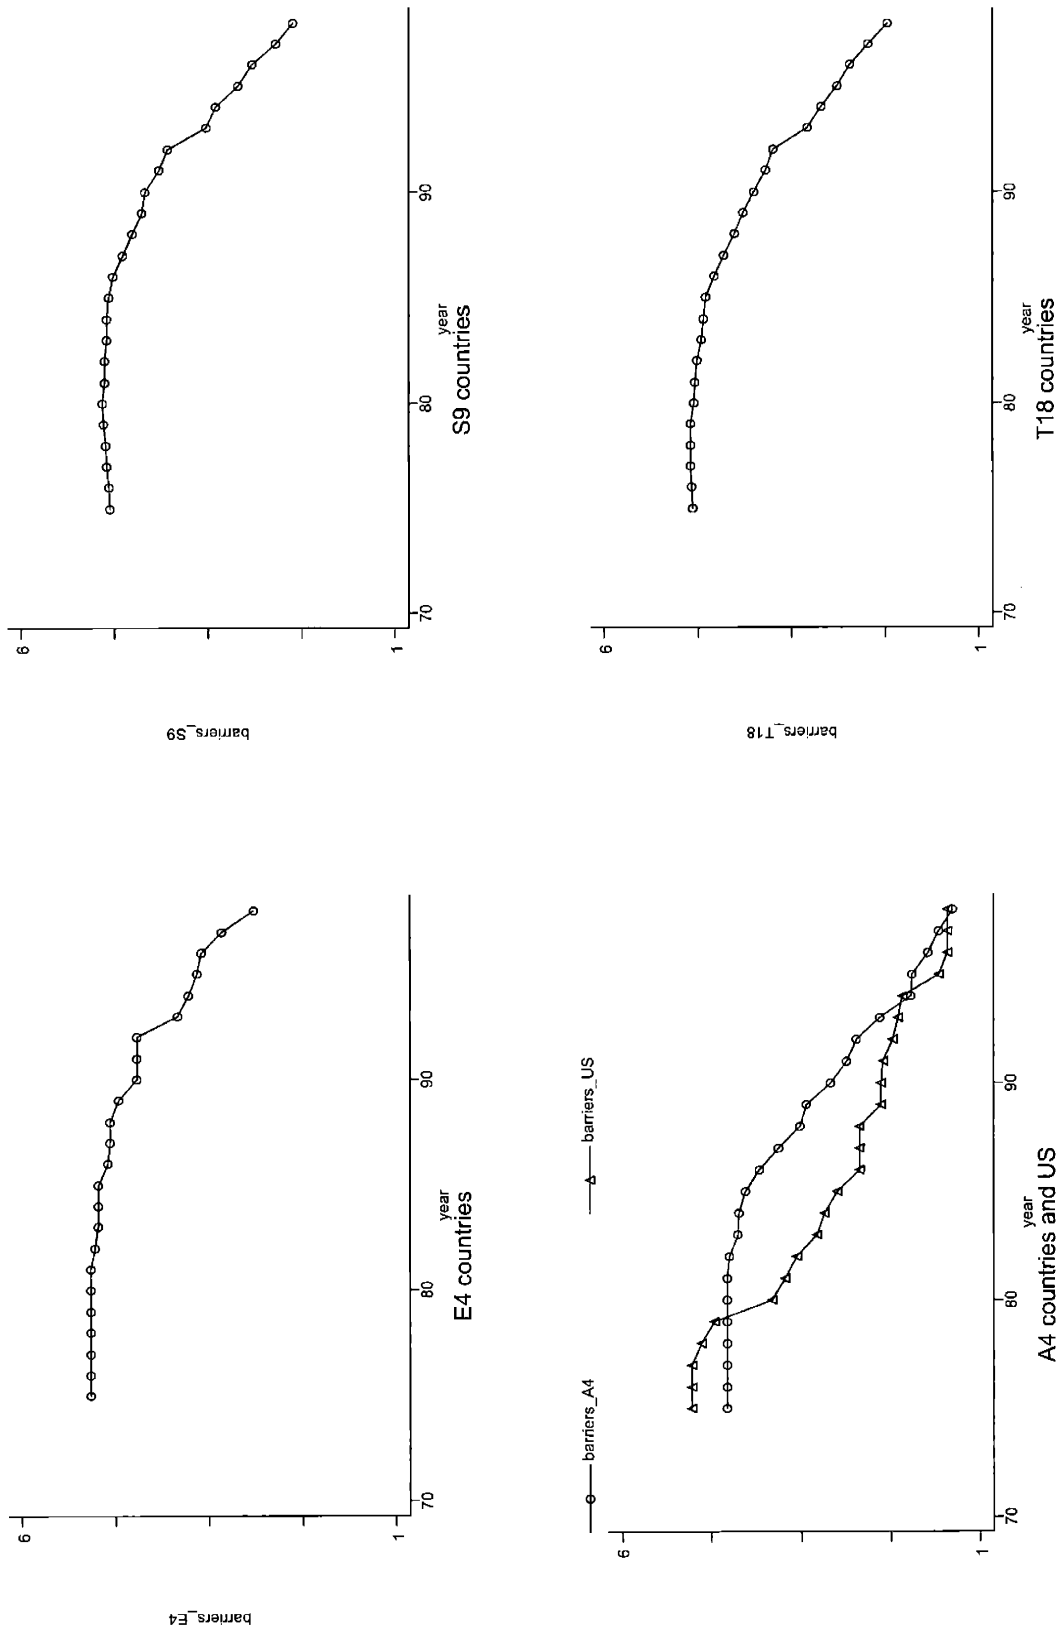 barriers_E4
6
1
70
80
90
year
E4 countries
barriers_S9
6
1
70
80
90
year
S9 countries
barriers_A4
barriers_US
6
1
70
80
90
year
A4 countries and US
barriers_T18
6
1
70
80
90
year
T18 countries